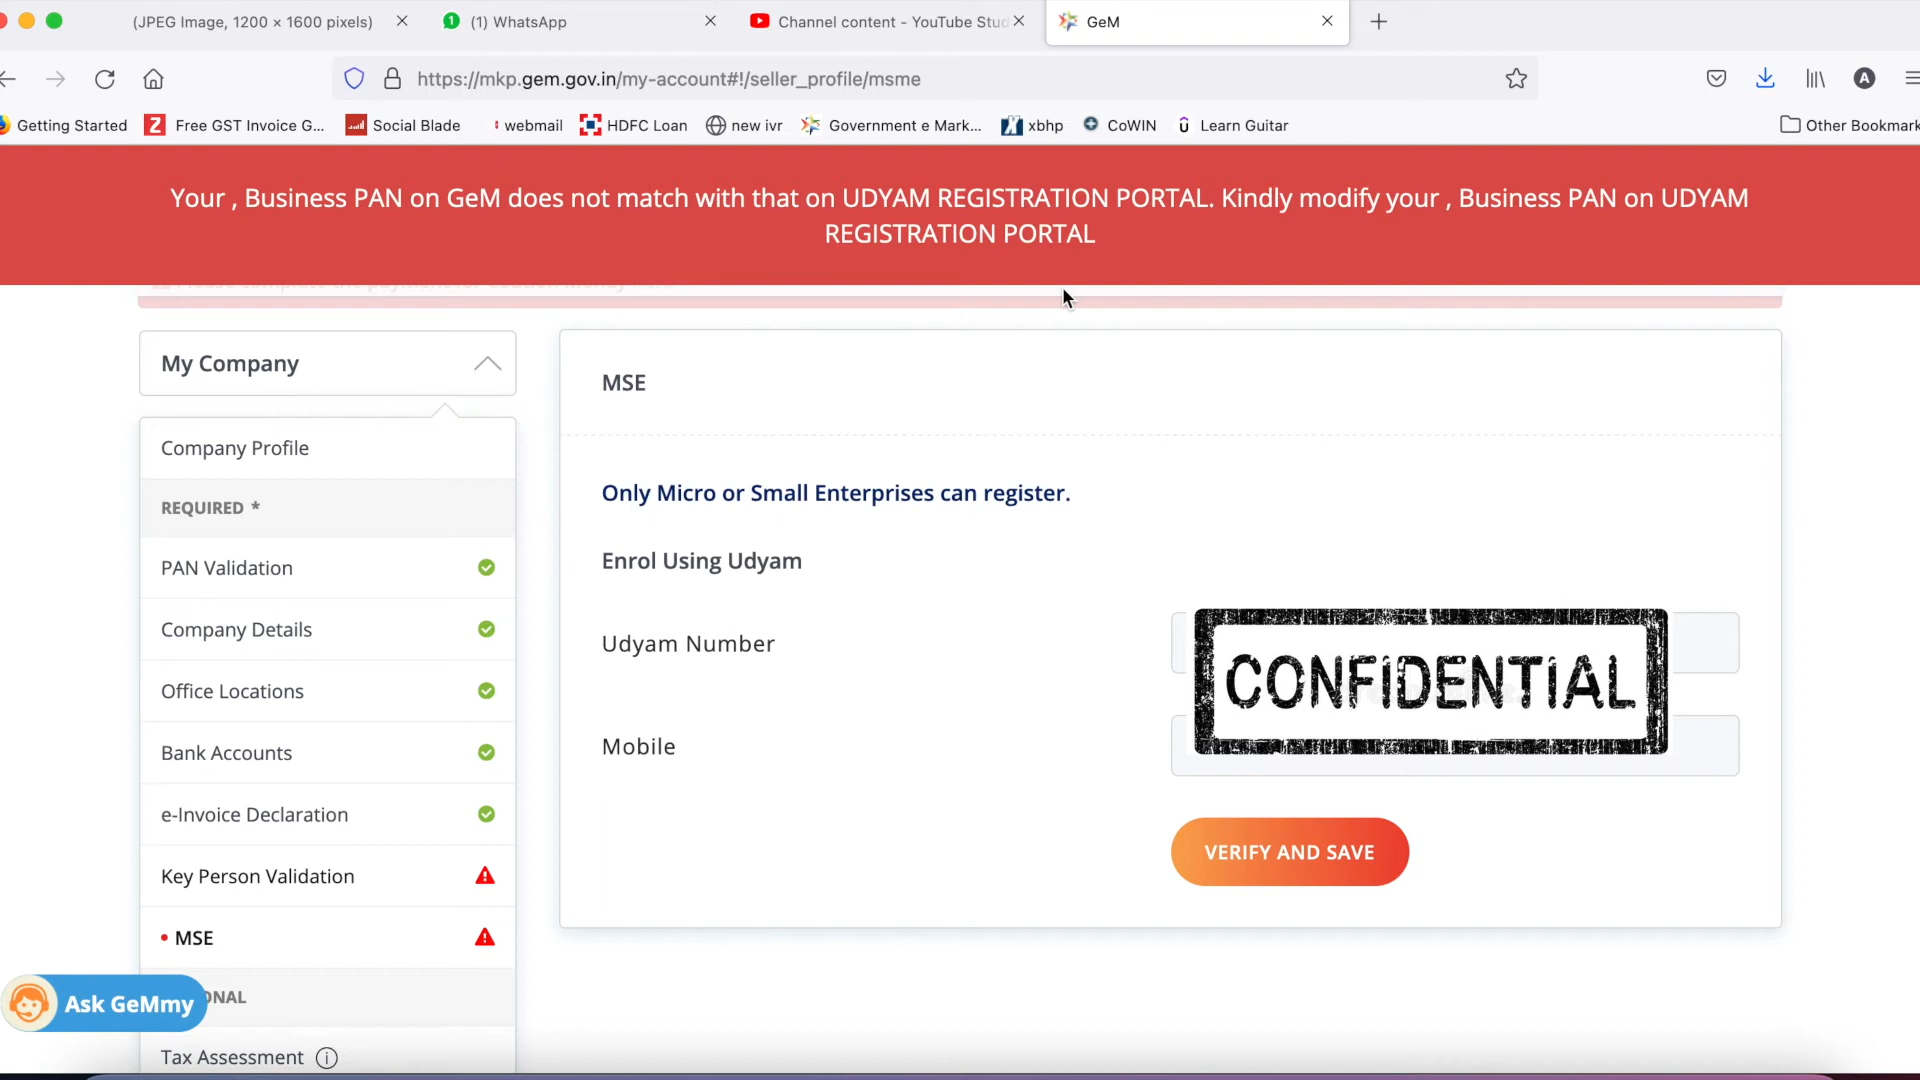 (JPEG Image, 1200 × 1600 pixels)
(1) WhatsApp
Channel content - YouTube Stud
GeM
https://mkp.gem.gov.in/my-account#!/seller_profile/msme
Getting Started
Free GST Invoice G...
Social Blade
webmail
HDFC Loan
new ivr
Government e Mark...
xbhp
CoWIN
Learn Guitar
Other Bookmark
Your , Business PAN on GeM does not match with that on UDYAM REGISTRATION PORTAL. Kindly modify your , Business PAN on UDYAM
REGISTRATION PORTAL
My Company
Company Profile
REQUIRED *
PAN Validation
Company Details
Office Locations
Bank Accounts
e-Invoice Declaration
Key Person Validation
MSE
ONAL
Tax Assessment
Ask GeMmy
MSE
Only Micro or Small Enterprises can register.
Enrol Using Udyam
Udyam Number
Mobile
CONFIDENTIAL
VERIFY AND SAVE